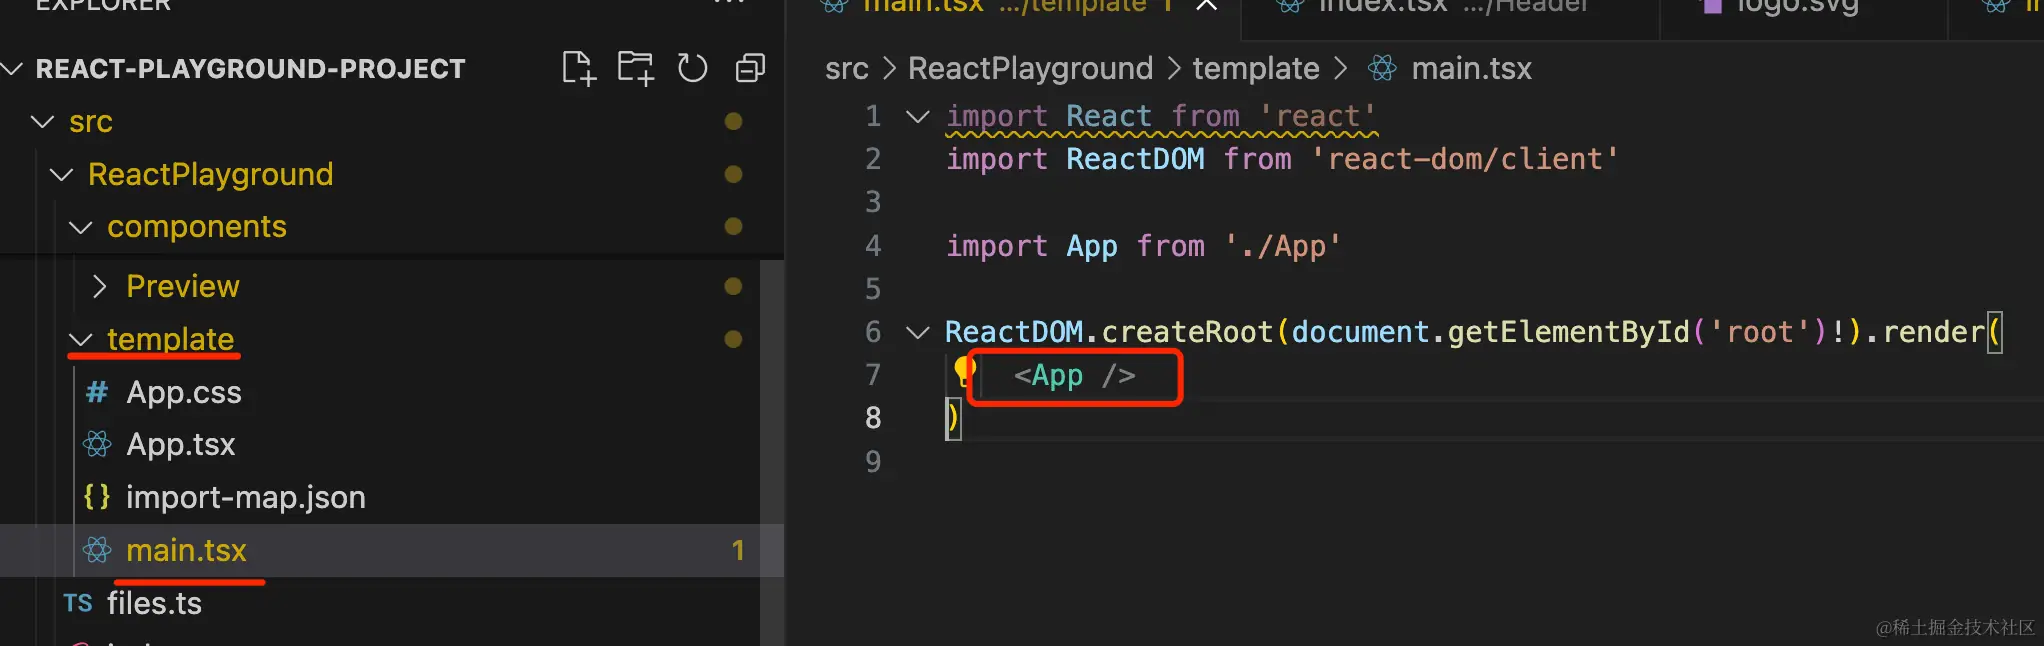 EXPLORER
REACT-PLAYGROUND-PROJECT
src
ReactPlayground
components
Preview
template
# App.css
App.tsx
{} import-map.json
main.tsx 1
TS files.ts
main.tsx .../template 1
index.tsx .../Header
logo.svg
src > ReactPlayground > template > main.tsx
1 import React from 'react'
2 import ReactDOM from 'react-dom/client'
3
4 import App from './App'
5
6 ReactDOM.createRoot(document.getElementById('root')!).render(
7 <App />
8 )
9
@稀土掘金技术社区